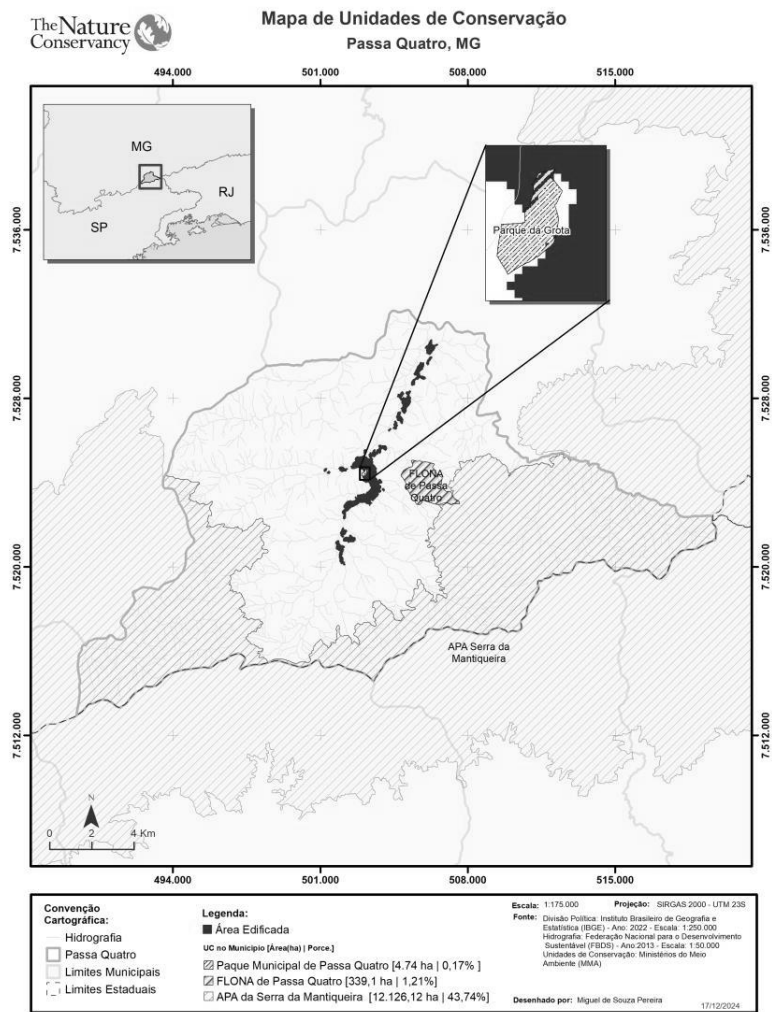 The Nature
Conservancy
Mapa de Unidades de Conservação
Passa Quatro, MG
494.000
501.000
508.000
515.000
MG
RJ
SP
Parque da Grota
7.536.000
7.536.000
7.528.000
7.528.000
FLONA
de Passa
Quatro
7.520.000
7.520.000
APA Serra da
Mantiqueira
7.512.000
7.512.000
N
0 2 4 Km
494.000
501.000
508.000
515.000
Convenção
Cartográfica:
Hidrografia
Passa Quatro
Limites Municipais
Limites Estaduais
Legenda:
Área Edificada
UC no Município [Área(ha) | Porce.]
Paque Municipal de Passa Quatro [4.74 ha | 0,17% ]
FLONA de Passa Quatro [339,1 ha | 1,21%]
APA da Serra da Mantiqueira [12.126,12 ha | 43,74%]
Escala: 1:175.000 Projeção: SIRGAS 2000 - UTM 23S
Fonte: Divisão Política: Instituto Brasileiro de Geografia e
Estatística (IBGE) - Ano: 2022 - Escala: 1:250.000
Hidrografia: Federação Nacional para o Desenvolvimento
Sustentável (FBDS) - Ano:2013 - Escala: 1:50.000
Unidades de Conservação: Ministérios do Meio
Ambiente (MMA)
Desenhado por: Miguel de Souza Pereira
17/12/2024